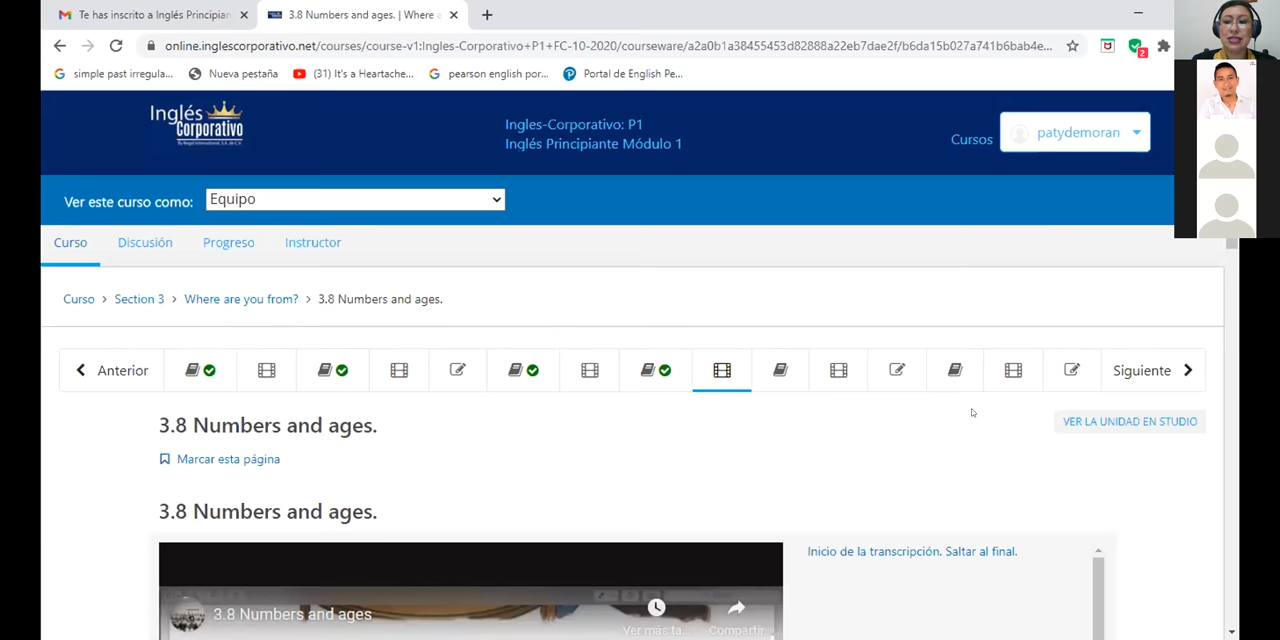 Te has inscrito a Inglés Principian
3.8 Numbers and ages. | Where a
online.inglescorporativo.net/courses/course-v1:Ingles-Corporativo+P1+FC-10-2020/courseware/a2a0b1a38455453d82888a22eb7dae2f/b6da15b027a741b6bab4e...
2
simple past irregula...
Nueva pestaña
(31) It's a Heartache...
pearson english por...
Portal de English Pe...
Inglés
Corporativo
Ingles-Corporativo: P1
Inglés Principiante Módulo 1
Cursos
patydemoran
Ver este curso como:
Equipo
Curso
Discusión
Progreso
Instructor
Curso > Section 3 > Where are you from? > 3.8 Numbers and ages.
Anterior
Siguiente
3.8 Numbers and ages.
VER LA UNIDAD EN STUDIO
Marcar esta página
3.8 Numbers and ages.
Inicio de la transcripción. Saltar al final.
3.8 Numbers and ages
Ver más ta...
Compartir